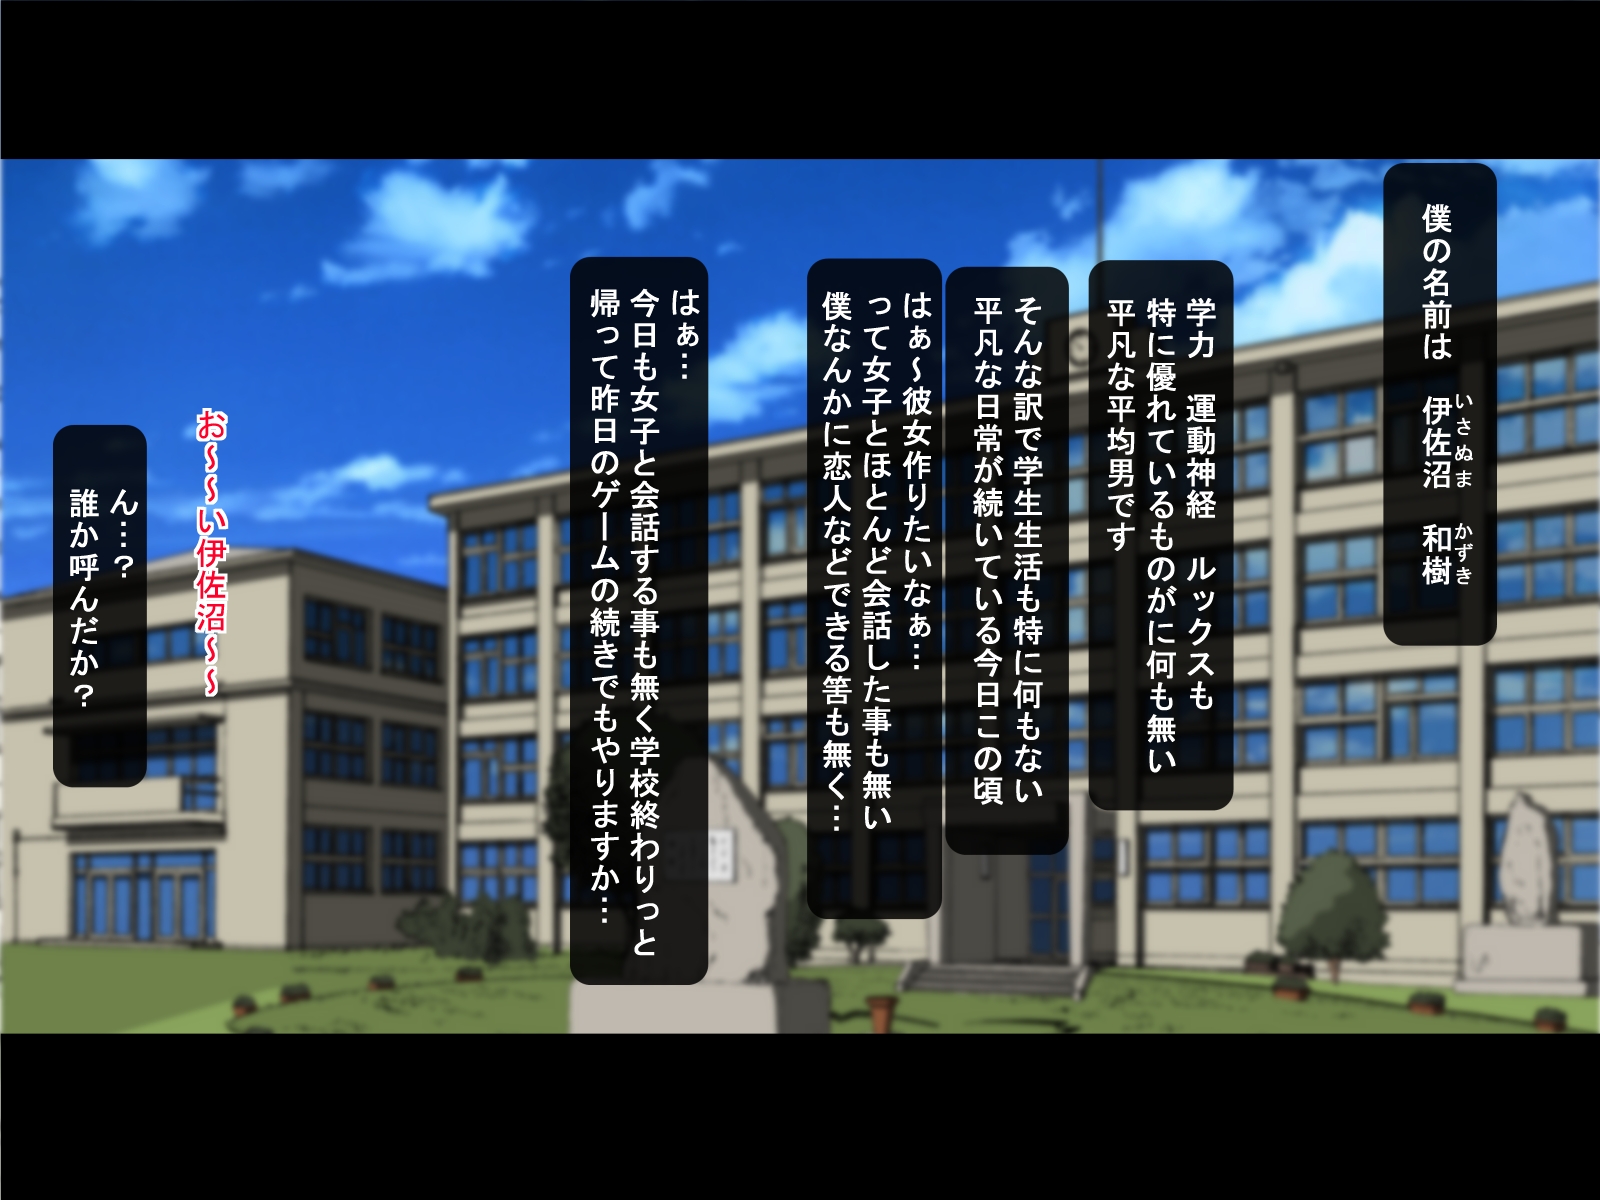 僕の名前は　伊佐沼　和樹
いさぬま　かずき
学力　運動神経　ルックスも
特に優れているものがに何も無い
平凡な平均男です
そんな訳で学生生活も特に何もない
平凡な日常が続いている今日この頃
はぁ～彼女作りたいなぁ…
って女子とほとんど会話した事も無い
僕なんかに恋人などできる筈も無く…
はぁ…
今日も女子と会話する事も無く学校終わりっと
帰って昨日のゲームの続きでもやりますか…
お～～い伊佐沼～～
ん…？
誰か呼んだか？